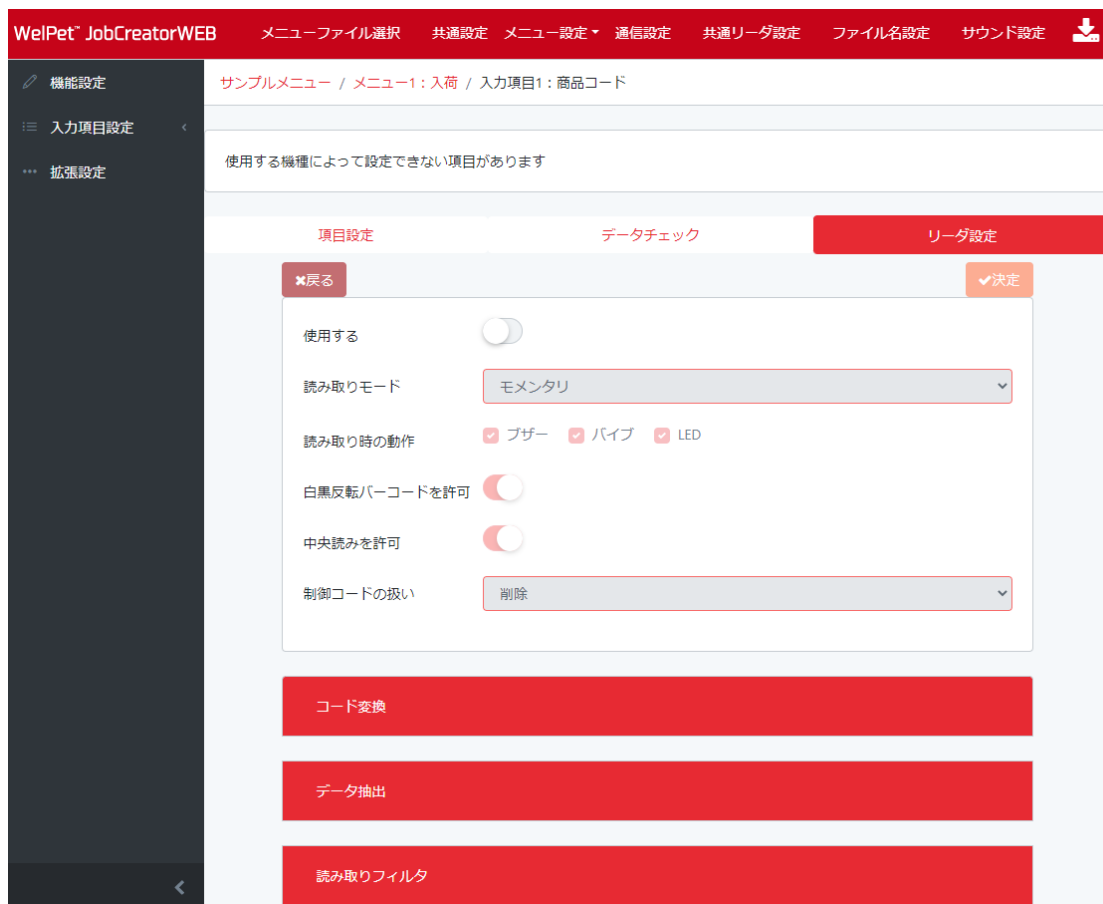 WelPet™ JobCreatorWEB メニューファイル選択 共通設定 メニュー設定 通信設定 共通リーダ設定 ファイル名設定 サウンド設定
機能設定
入力項目設定
拡張設定
サンプルメニュー / メニュー1:入荷 / 入力項目1:商品コード
使用する機種によって設定できない項目があります
項目設定 データチェック リーダ設定
✖戻る ✔決定
使用する
読み取りモード モメンタリ
読み取り時の動作 ブザー バイブ LED
白黒反転バーコードを許可
中央読みを許可
制御コードの扱い 削除
コード変換
データ抽出
読み取りフィルタ